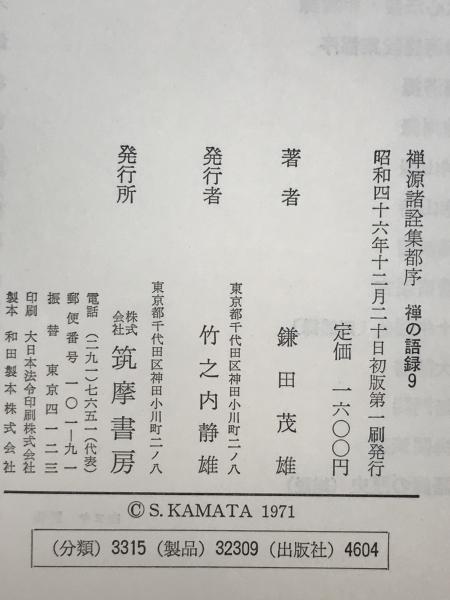 禅源諸詮集都序 禅の語録9
昭和四十六年十二月二十日初版第一刷発行
定価 一六〇〇円
著者 鎌田茂雄
東京都千代田区神田小川町二ノ八
発行者 竹之内静雄
東京都千代田区神田小川町二ノ八
発行所 株式会社 筑摩書房
電話 (二九一)七六五一(代表)
郵便番号 一〇一-九一
振替 東京四一二三
印刷 大日本法令印刷株式会社
製本 和田製本株式会社
© S. KAMATA 1971
(分類) 3315 (製品) 32309 (出版社) 4604